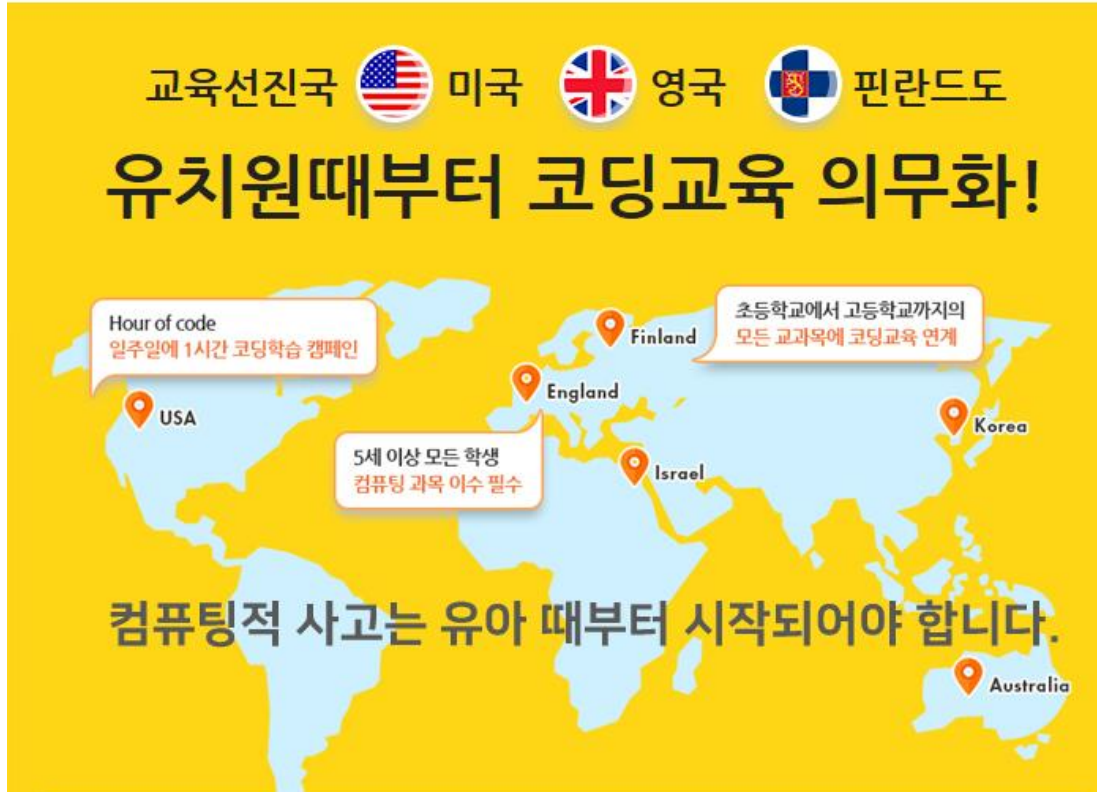 교육선진국 미국 영국 핀란드도
유치원때부터 코딩교육 의무화!
Hour of code
일주일에 1시간 코딩학습 캠페인
초등학교에서 고등학교까지의
모든 교과목에 코딩교육 연계
Finland
England
USA
Korea
5세 이상 모든 학생
컴퓨팅 과목 이수 필수
Israel
컴퓨팅적 사고는 유아 때부터 시작되어야 합니다.
Australia